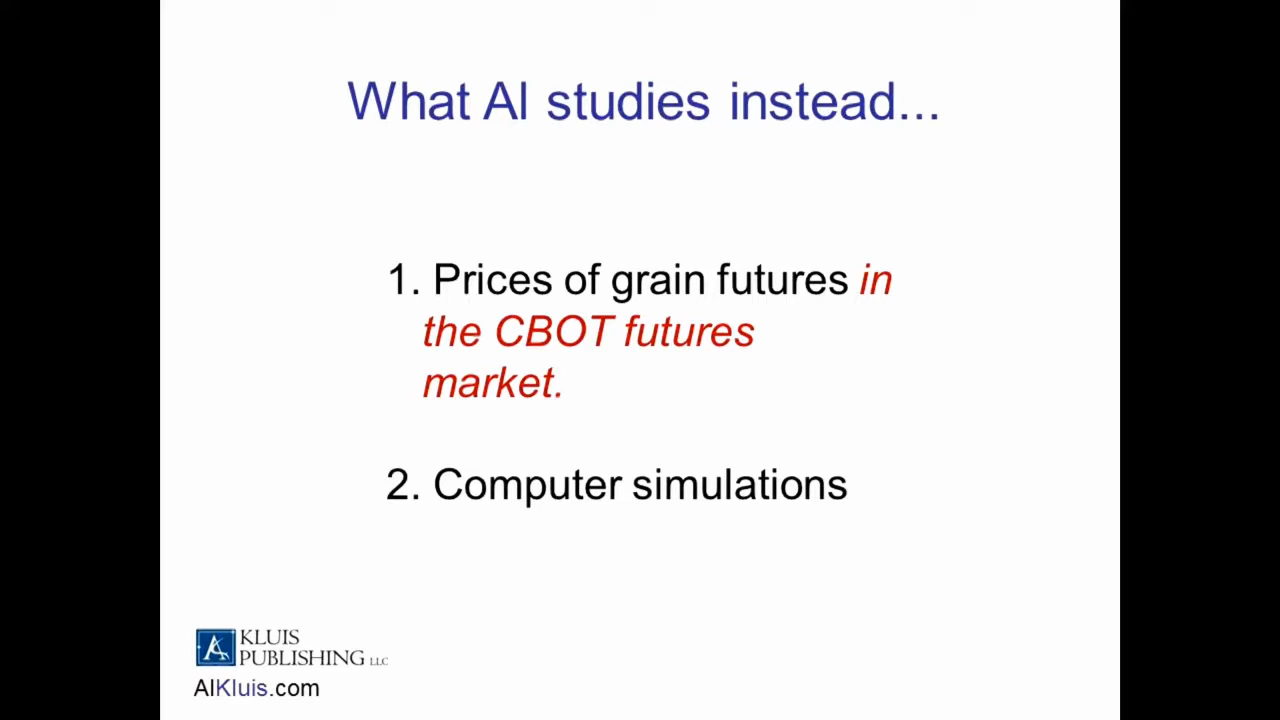 What Al studies instead...
1. Prices of grain futures in
the CBOT futures
market.
2. Computer simulations
KLUIS
PUBLISHING LLC
AlKluis.com